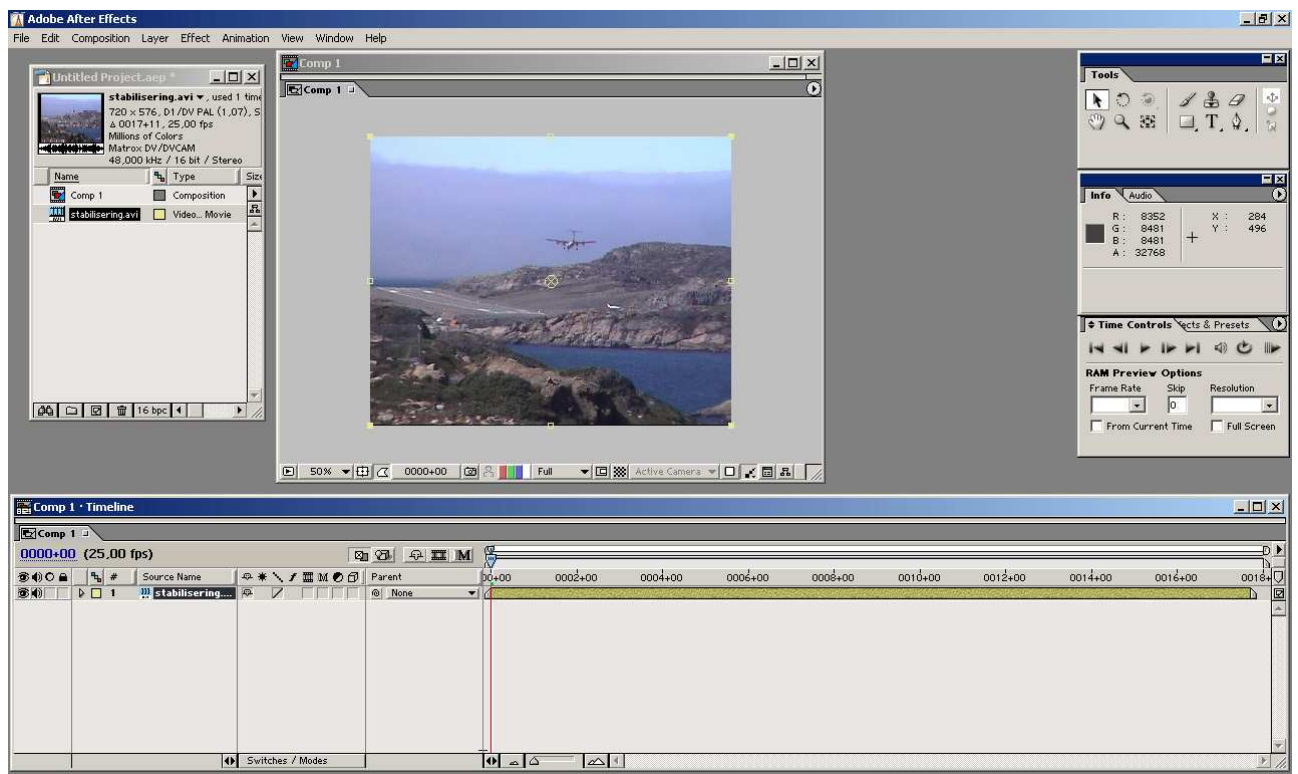 Adobe After Effects
File Edit Composition Layer Effect Animation View Window Help
Untitled Project.aep *
stabilisering.avi ▾, used 1 time
720 x 576, D1/DV PAL (1,07), S
Δ 0017+11, 25,00 fps
Millions of Colors
Matrox DV/DVCAM
48,000 kHz / 16 bit / Stereo
Name Type Size
Comp 1 Composition
stabilisering.avi Video... Movie
16 bpc
Comp 1
Comp 1
50% 0000+00 Full Active Camera
Tools
Info Audio
R : 8352 X : 284
G : 8481 Y : 496
B : 8481
A : 32768
Time Controls fects & Presets
RAM Preview Options
Frame Rate Skip Resolution
0
From Current Time Full Screen
Comp 1 · Timeline
Comp 1
0000+00 (25,00 fps)
# Source Name Parent 00+00 0002+00 0004+00 0006+00 0008+00 0010+00 0012+00 0014+00 0016+00 0018+
1 stabilisering.... None
Switches / Modes